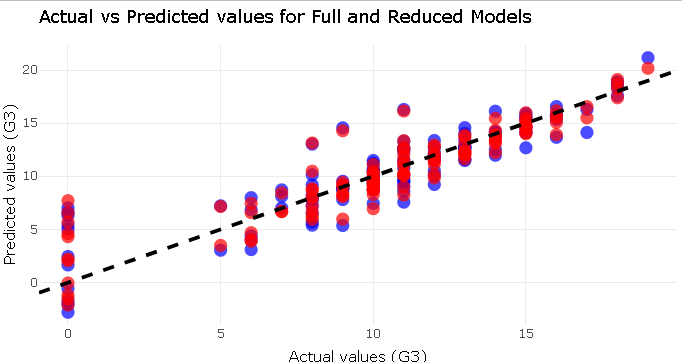 Actual vs Predicted values for Full and Reduced Models
Predicted values (G3)
20
15
10
5
0
0 5 10 15
Actual values (G3)